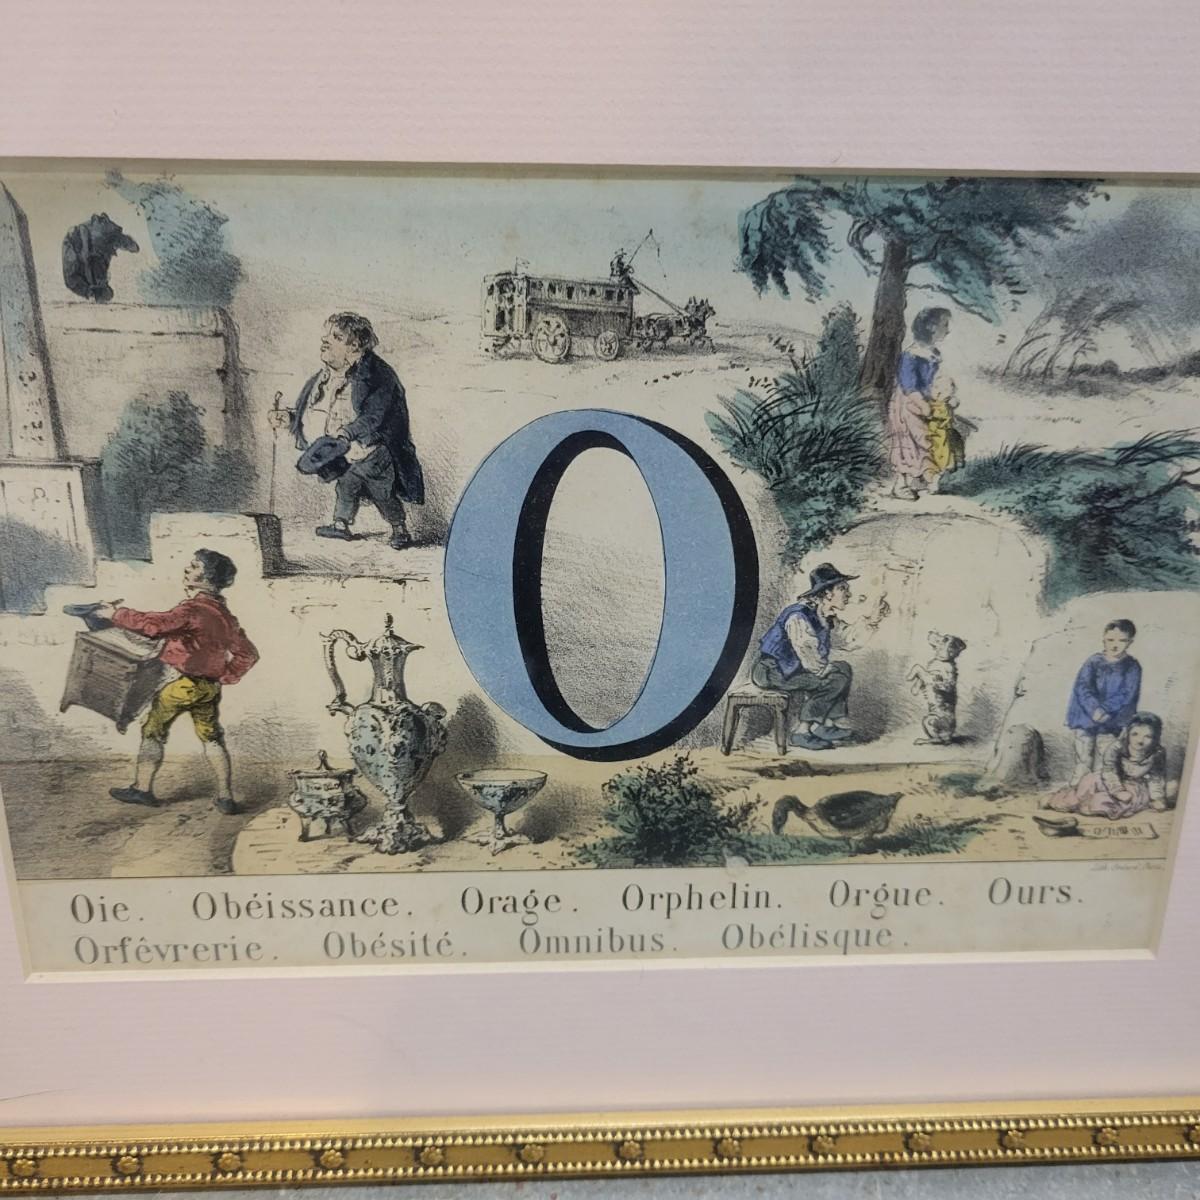 O
Oie. Obéissance. Orage. Orphelin. Orgue. Ours.
Orfévrerie. Obésité. Omnibus. Obélisque.